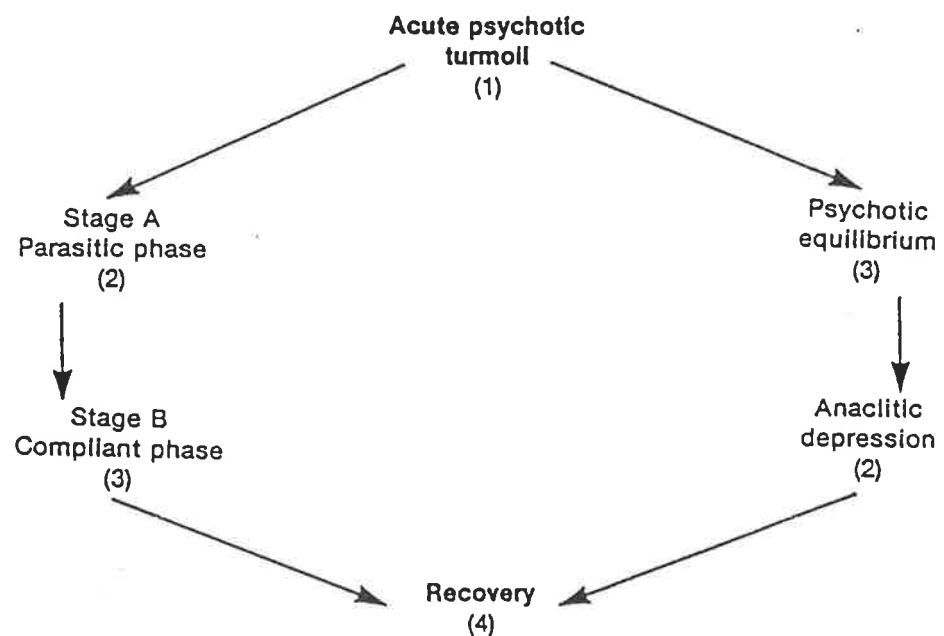 Acute psychotic
turmoil
(1)
Stage A
Parasitic phase
(2)
Psychotic
equilibrium
(3)
Stage B
Compliant phase
(3)
Anaclitic
depression
(2)
Recovery
(4)